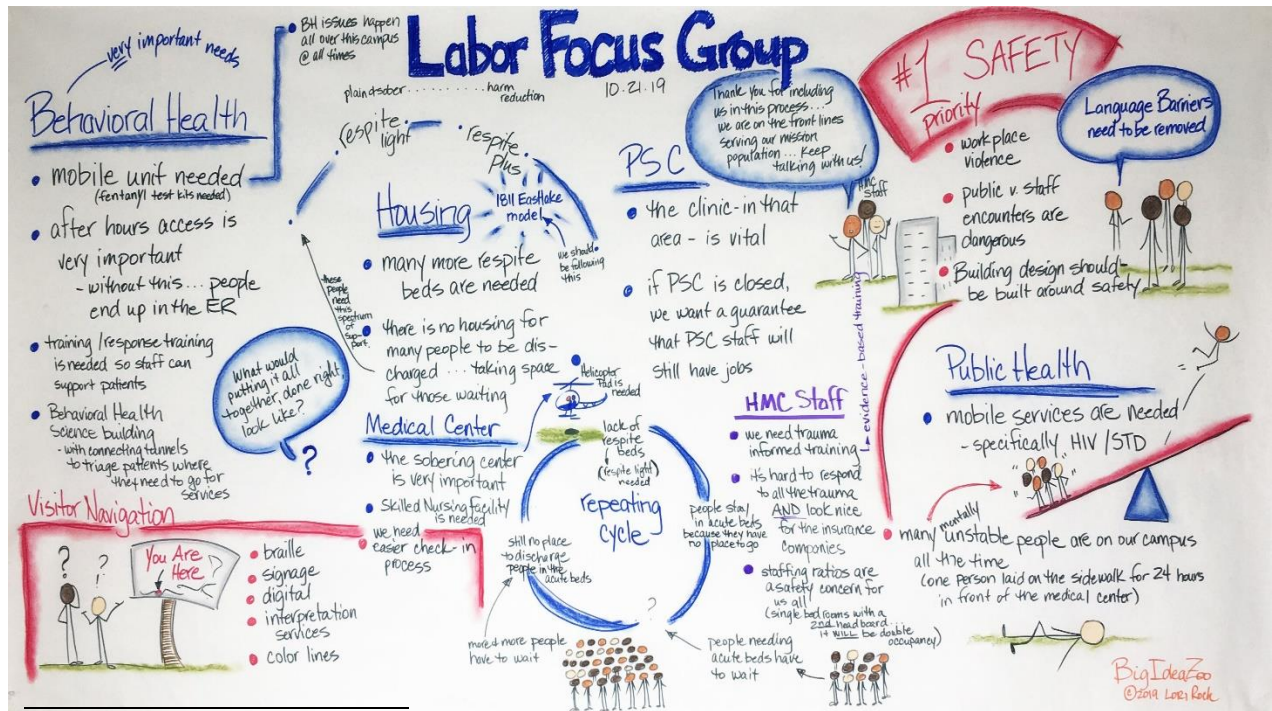 Labor Focus Group
10.21.19
very important needs
Behavioral Health
BH issues happen
all over this campus
@ all times
mobile unit needed
(fentanyl test kits needed)
after hours access is
very important
- without this... people
end up in the ER
training/response training
is needed so staff can
support patients
Behavioral Health
Science building
- with connecting tunnels
to triage patients where
they need to go for
services
What would
putting it all
together, done right,
look like?
?
plain & sober .......... harm
reduction
respite
light
respite
plus
1811 Eastlake
model
we should
be following
this
these
people
need
this
spectrum
of
sup-
port.
Housing
many more respite
beds are needed
there is no housing for
many people to be dis-
charged ... taking space
for those waiting
Medical Center
the sobering center
is very important
Skilled Nursing facility
is needed
we need
easier check-in
process
Helicopter
Pad is
needed
repeating
cycle
lack of
respite
beds
(respite light)
needed
people stay
in acute beds
because they have
no place to go
?
people needing
acute beds have
to wait
more & more people
have to wait
still no place
to discharge
people in the
acute beds
PSC
the clinic-in that
area - is vital
if PSC is closed,
we want a guarantee
that PSC staff will
still have jobs
Thank you for including
us in this process...
we are on the front lines
serving our mission
population ... keep
talking with us!
HMC
Staff
HMC Staff
we need trauma
informed training
evidence-based training
it's hard to respond
to all the trauma
AND look nice
for the insurance
companies
staffing ratios are
a safety concern for
us all
(single bed rooms with a
2nd headboard...
it WILL be double
occupancy)
#1 SAFETY
priority
workplace
violence
public v. staff
encounters are
dangerous
Building design should
be built around safety
Language Barriers
need to be removed
Public Health
mobile services are needed
- specifically HIV/STD
many mentally unstable people are on our campus
all the time
(one person laid on the sidewalk for 24 hours
in front of the medical center)
Visitor Navigation
? ?
You Are
Here
braille
signage
digital
interpretation
services
color lines
BigIdeaZoo
©2019 Lori Rock